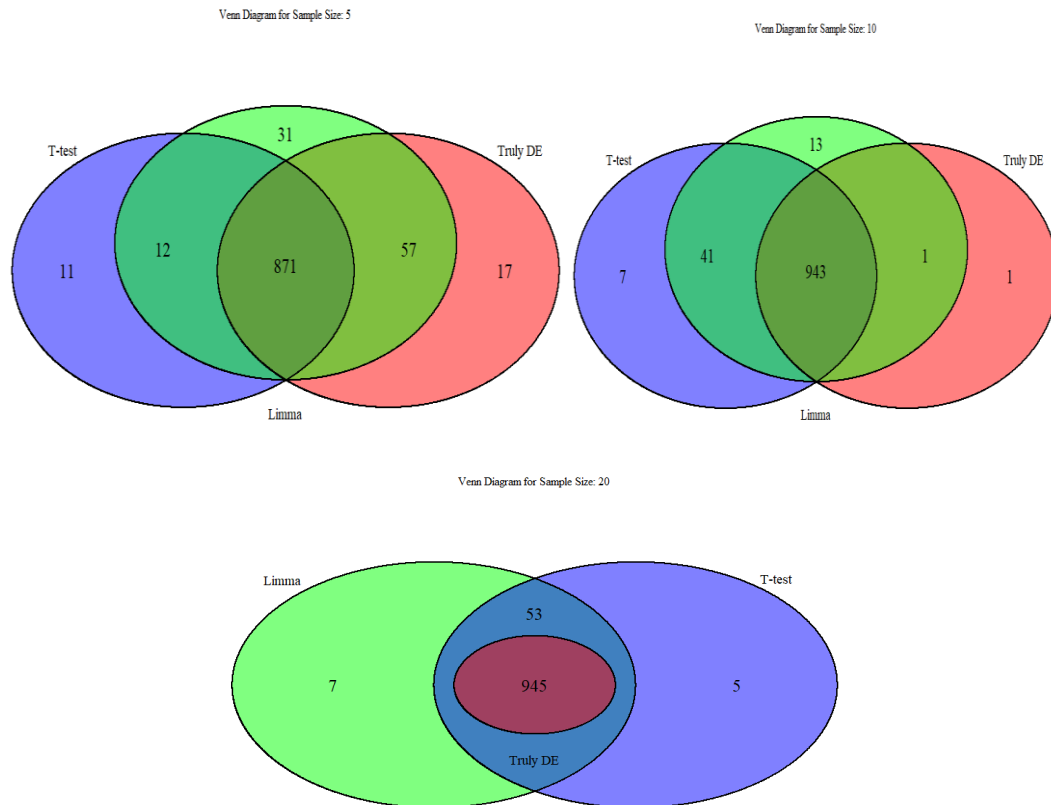 Venn Diagram for Sample Size: 5
T-test
31
Truly DE
11
12
871
57
17
Limma
Venn Diagram for Sample Size: 10
T-test
13
Truly DE
7
41
943
1
1
Limma
Venn Diagram for Sample Size: 20
Limma
T-test
53
7
945
5
Truly DE